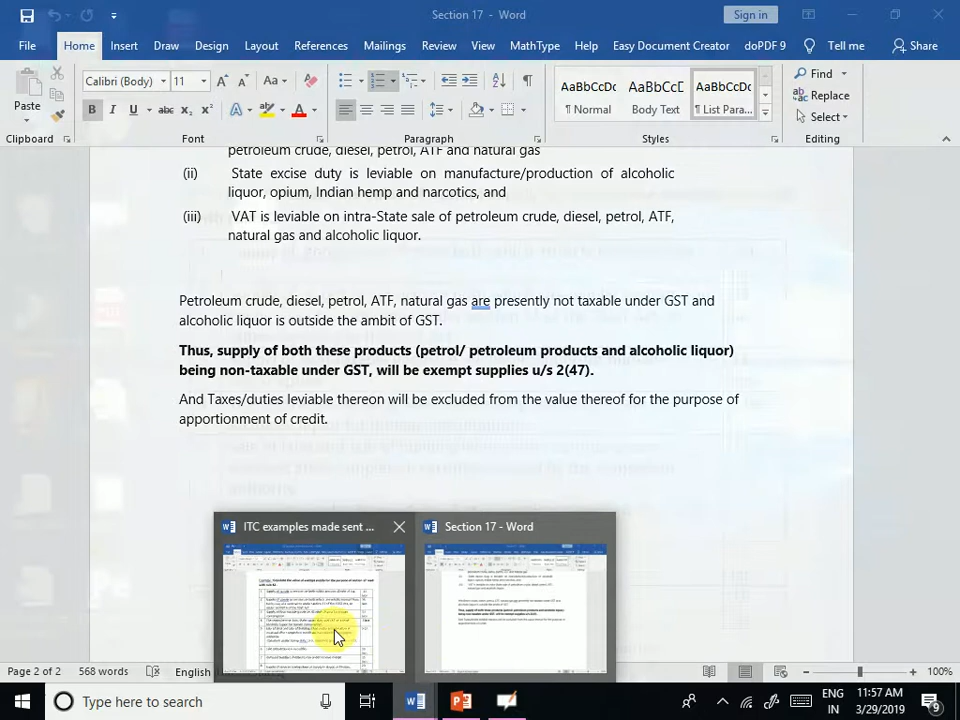 Section 17 - Word
Sign in
File Home Insert Draw Design Layout References Mailings Review View MathType Help Easy Document Creator doPDF 9 Tell me Share
Paste
Calibri (Body) 11
Aa
B I U abc x₂ x²
AaBbCcDc AaBbCcD AaBbCcDc
¶ Normal Body Text ¶ List Para...
Find
Replace
Select
Clipboard Font Paragraph Styles Editing
petroleum crude, diesel, petrol, ATF and natural gas
(ii) State excise duty is leviable on manufacture/production of alcoholic
liquor, opium, Indian hemp and narcotics, and
(iii) VAT is leviable on intra-State sale of petroleum crude, diesel, petrol, ATF,
natural gas and alcoholic liquor.
Petroleum crude, diesel, petrol, ATF, natural gas are presently not taxable under GST and
alcoholic liquor is outside the ambit of GST.
Thus, supply of both these products (petrol/ petroleum products and alcoholic liquor)
being non-taxable under GST, will be exempt supplies u/s 2(47).
And Taxes/duties leviable thereon will be excluded from the value thereof for the purpose of
apportionment of credit.
ITC examples made sent ...
Section 17 - Word
Page 2 of 2 568 words English 100%
Type here to search
ENG
IN
11:57 AM
3/29/2019
9